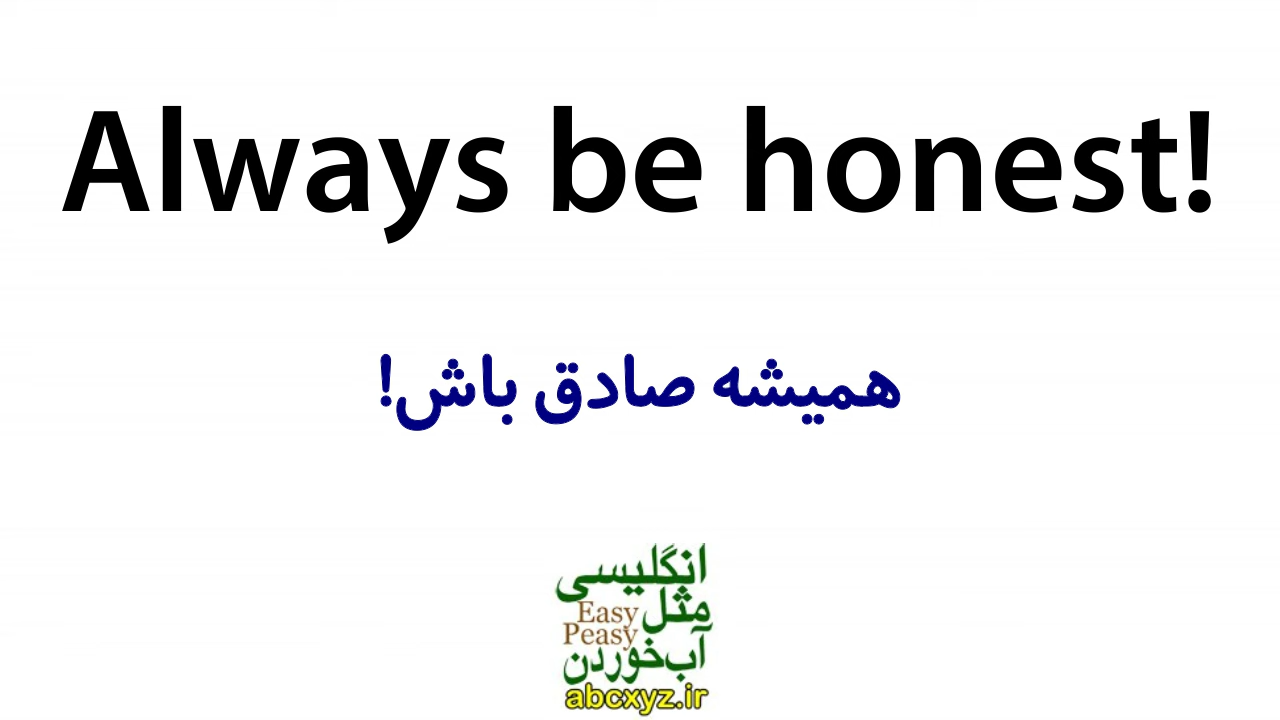 Always be honest!
همیشه صادق باش!
انگلیسی
مثل
Easy
Peasy
آب‌خوردن
abcxyz.ir